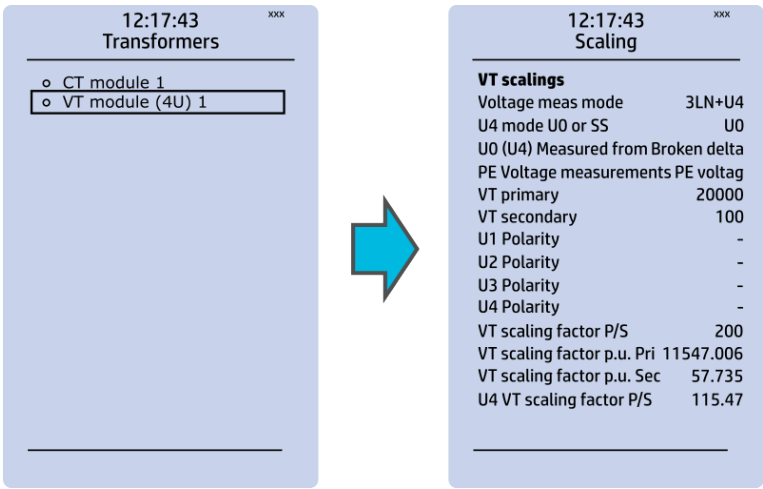 12:17:43
xxx
Transformers
CT module 1
VT module (4U) 1
12:17:43
xxx
Scaling
VT scalings
Voltage meas mode 3LN+U4
U4 mode U0 or SS U0
U0 (U4) Measured from Broken delta
PE Voltage measurements PE voltag
VT primary 20000
VT secondary 100
U1 Polarity -
U2 Polarity -
U3 Polarity -
U4 Polarity -
VT scaling factor P/S 200
VT scaling factor p.u. Pri 11547.006
VT scaling factor p.u. Sec 57.735
U4 VT scaling factor P/S 115.47